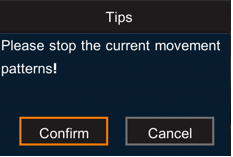 Tips
Please stop the current movement
patterns!
Confirm Cancel